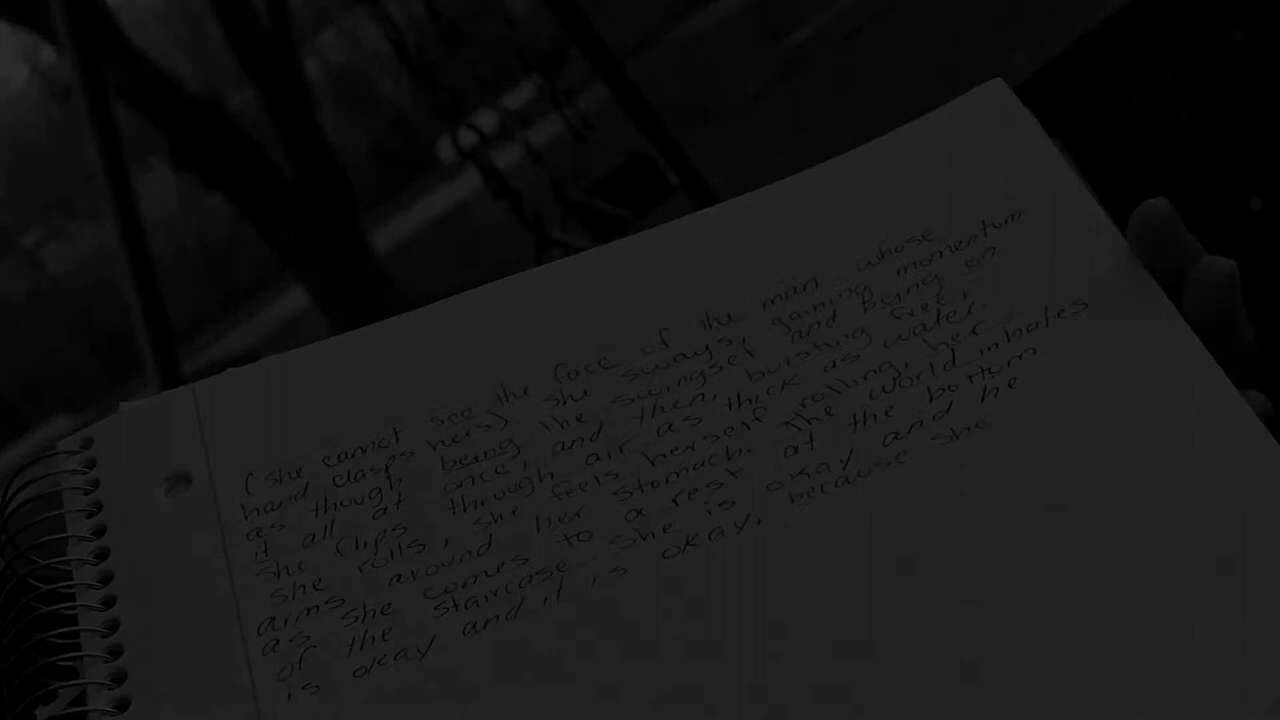 (she cannot see the face of the man whose
hand clasps hers) she sways, gaining momentum
as though being the swingset and being on
it all at once, and then, bursting free,
she flips through air as thick as water.
she rolls, she feels herself rolling, her
arms around her stomach. the world inhales
as she comes to a rest at the bottom
of the staircase she is okay and he
is okay and it is okay, because she